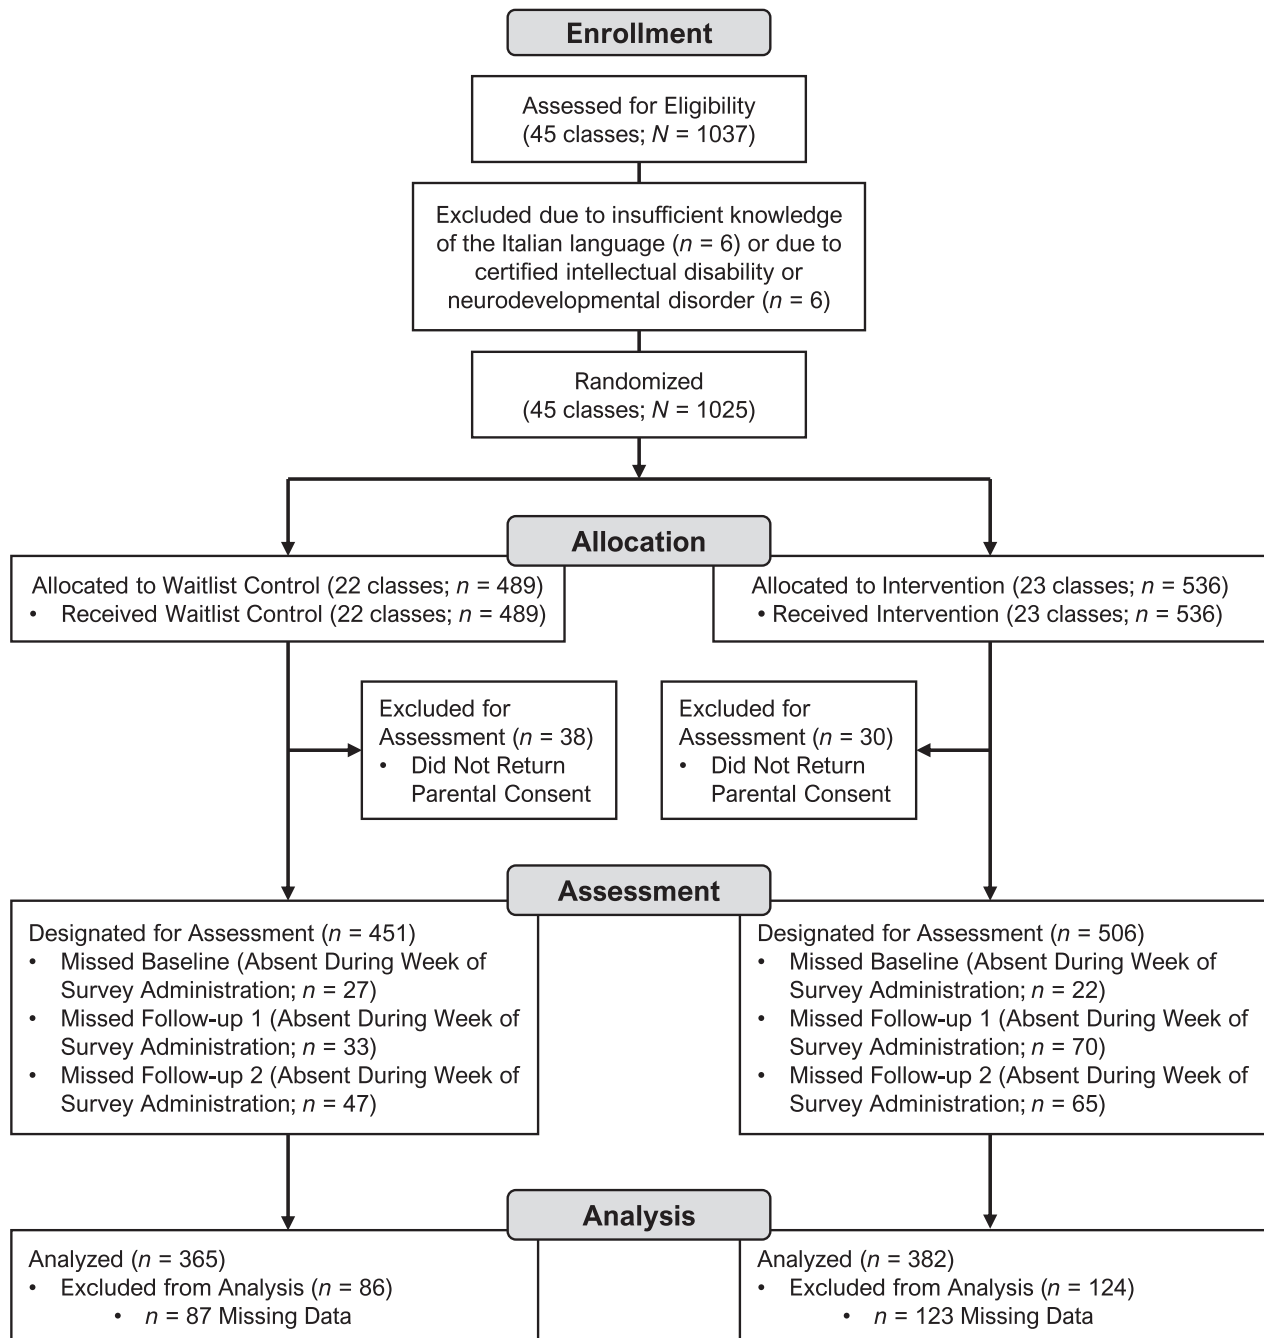 Enrollment
Assessed for Eligibility
(45 classes; N = 1037)
Excluded due to insufficient knowledge
of the Italian language (n = 6) or due to
certified intellectual disability or
neurodevelopmental disorder (n = 6)
Randomized
(45 classes; N = 1025)
Allocation
Allocated to Waitlist Control (22 classes; n = 489)
• Received Waitlist Control (22 classes; n = 489)
Allocated to Intervention (23 classes; n = 536)
• Received Intervention (23 classes; n = 536)
Excluded for
Assessment (n = 38)
• Did Not Return
Parental Consent
Excluded for
Assessment (n = 30)
• Did Not Return
Parental Consent
Assessment
Designated for Assessment (n = 451)
• Missed Baseline (Absent During Week of
Survey Administration; n = 27)
• Missed Follow-up 1 (Absent During Week of
Survey Administration; n = 33)
• Missed Follow-up 2 (Absent During Week of
Survey Administration; n = 47)
Designated for Assessment (n = 506)
• Missed Baseline (Absent During Week of
Survey Administration; n = 22)
• Missed Follow-up 1 (Absent During Week of
Survey Administration; n = 70)
• Missed Follow-up 2 (Absent During Week of
Survey Administration; n = 65)
Analysis
Analyzed (n = 365)
• Excluded from Analysis (n = 86)
• n = 87 Missing Data
Analyzed (n = 382)
• Excluded from Analysis (n = 124)
• n = 123 Missing Data